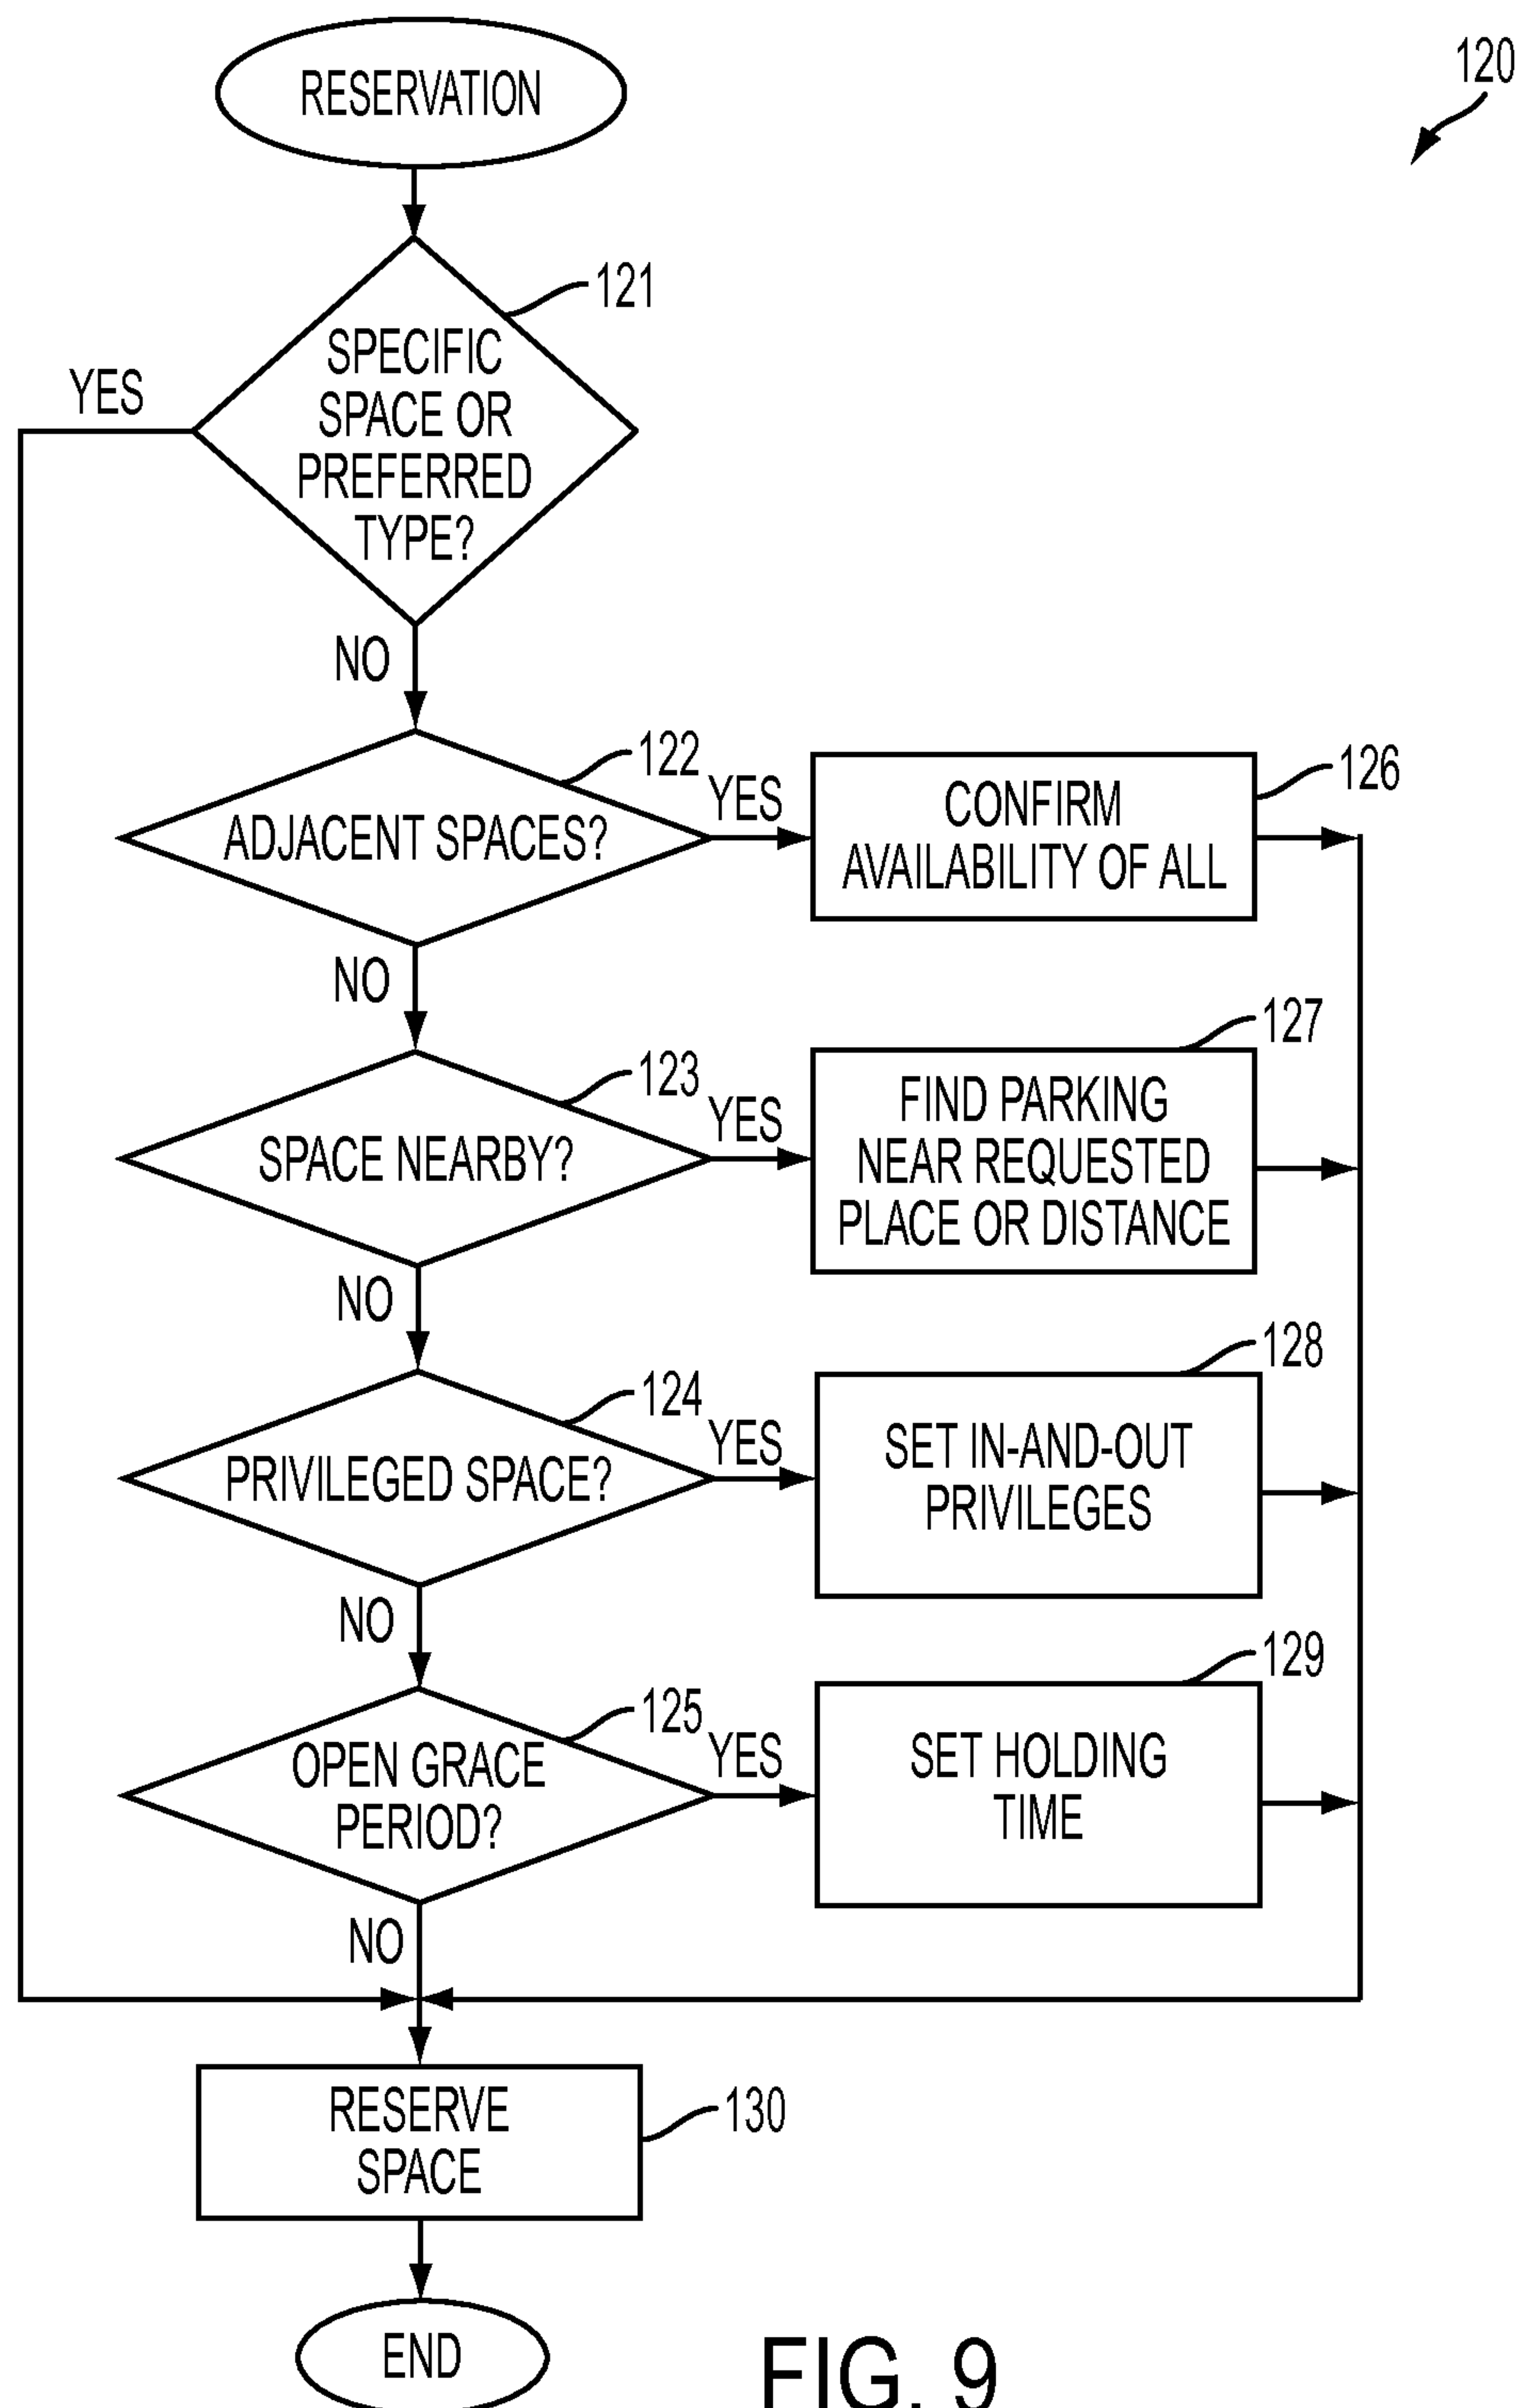 RESERVATION
120
121
SPECIFIC
SPACE OR
PREFERRED
TYPE?
YES
NO
122
ADJACENT SPACES?
YES
CONFIRM
AVAILABILITY OF ALL
126
NO
123
SPACE NEARBY?
YES
FIND PARKING
NEAR REQUESTED
PLACE OR DISTANCE
127
NO
124
PRIVILEGED SPACE?
YES
SET IN-AND-OUT
PRIVILEGES
128
NO
125
OPEN GRACE
PERIOD?
YES
SET HOLDING
TIME
129
NO
RESERVE
SPACE
130
END
FIG. 9